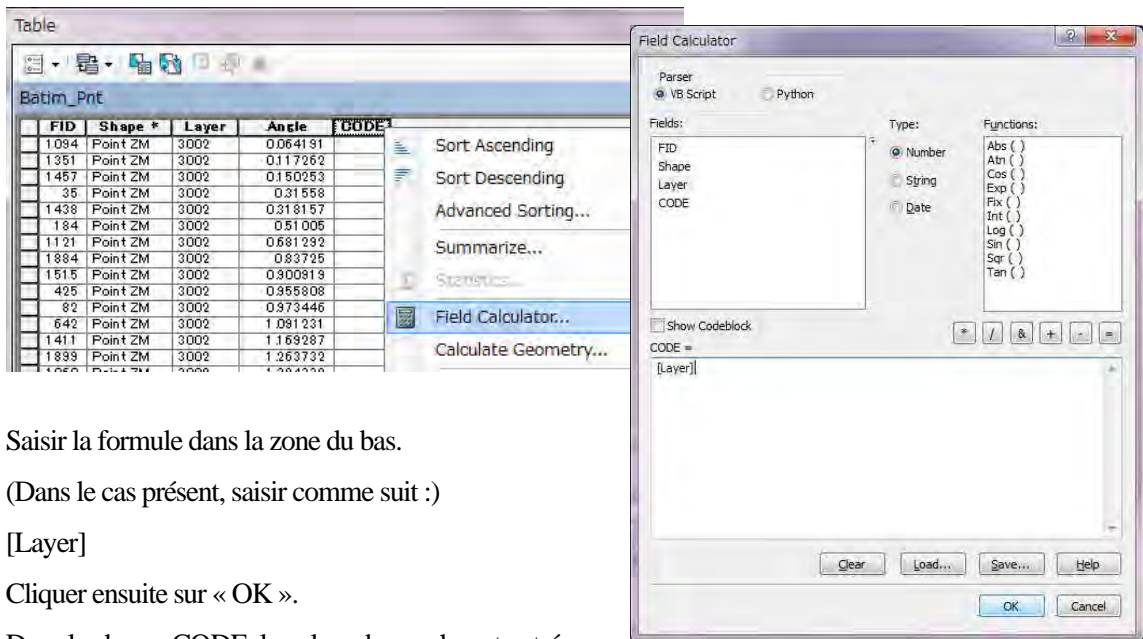 Table
Batim_Pnt
FID Shape * Layer Angle CODE
1094 Point ZM 3002 0.064191
1351 Point ZM 3002 0.117262
1457 Point ZM 3002 0.150253
35 Point ZM 3002 0.31558
1438 Point ZM 3002 0.318157
184 Point ZM 3002 0.51005
1121 Point ZM 3002 0.681292
1884 Point ZM 3002 0.83725
1515 Point ZM 3002 0.900919
425 Point ZM 3002 0.955808
82 Point ZM 3002 0.973446
642 Point ZM 3002 1.091231
1411 Point ZM 3002 1.169287
1899 Point ZM 3002 1.263732
Sort Ascending
Sort Descending
Advanced Sorting...
Summarize...
Statistics...
Field Calculator...
Calculate Geometry...
Field Calculator
Parser
VB Script Python
Fields:
FID
Shape
Layer
CODE
Type:
Number
String
Date
Functions:
Abs ( )
Atn ( )
Cos ( )
Exp ( )
Fix ( )
Int ( )
Log ( )
Sin ( )
Sqr ( )
Tan ( )
Show Codeblock
* / & + - =
CODE =
[Layer]
Clear Load... Save... Help
OK Cancel
Saisir la formule dans la zone du bas.
(Dans le cas présent, saisir comme suit :)
[Layer]
Cliquer ensuite sur « OK ».